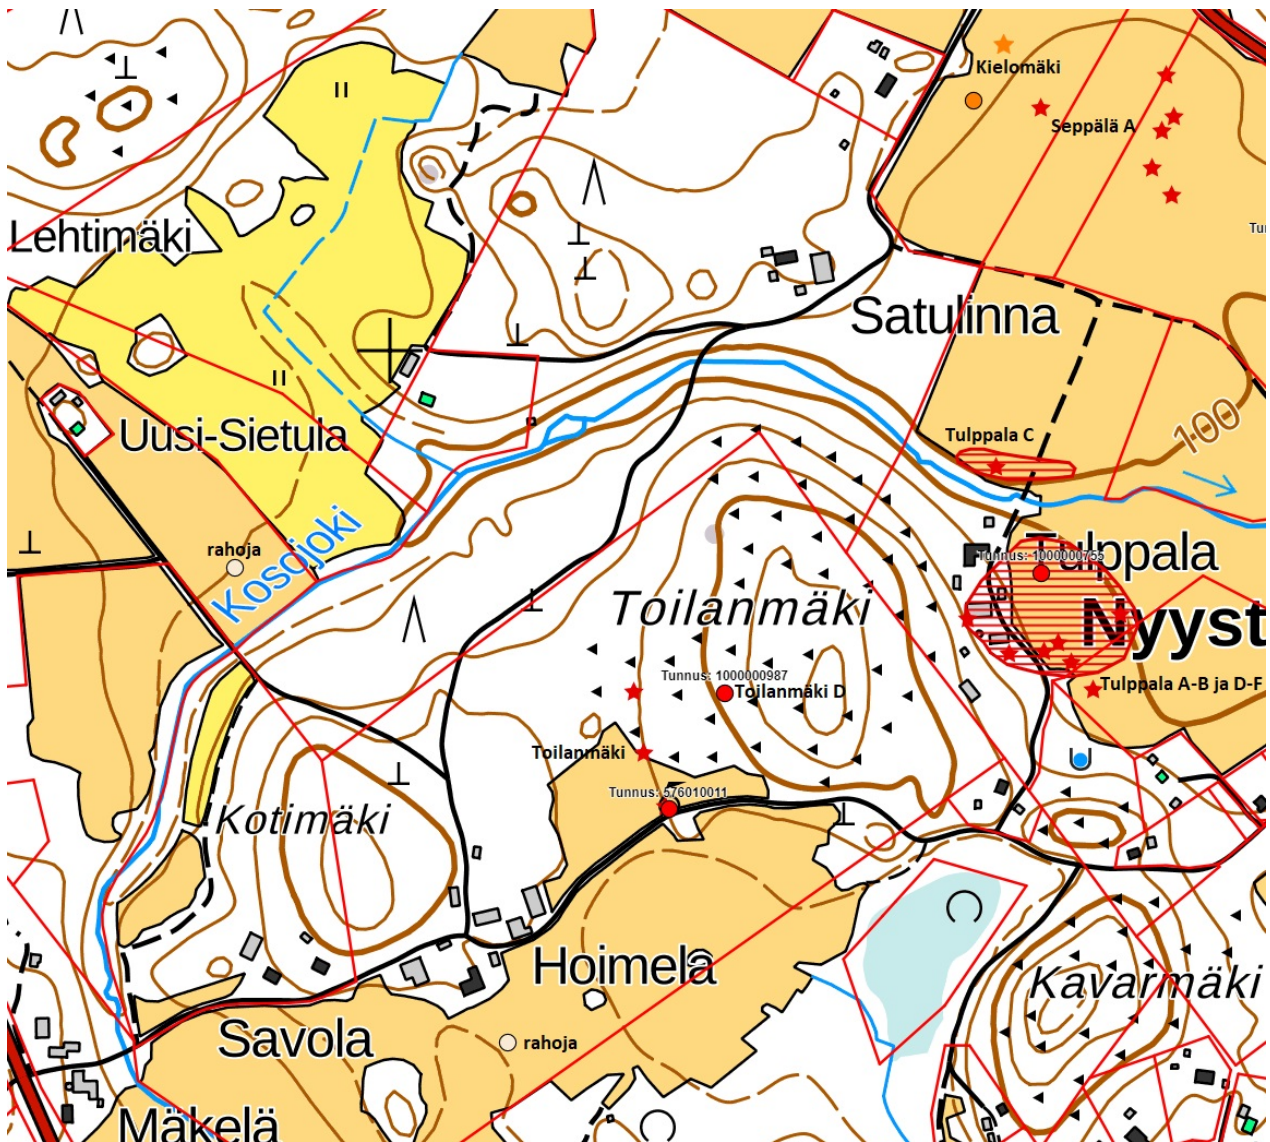 Kielomäki
Seppälä A
Lehtimäki
Tu
Satulinna
100
Uusi-Sietula
Tulppala C
rahoja
Kosojoki
Tunnus: 1000000755
Tulppala
Toilanmäki
Nyyst
Tunnus: 1000000987
Toilanmäki D
Tulppala A-B ja D-F
Toilanmäki
Tunnus: 576010011
Kotimäki
Hoimela
Kavarmäki
Savola
rahoja
Mäkelä